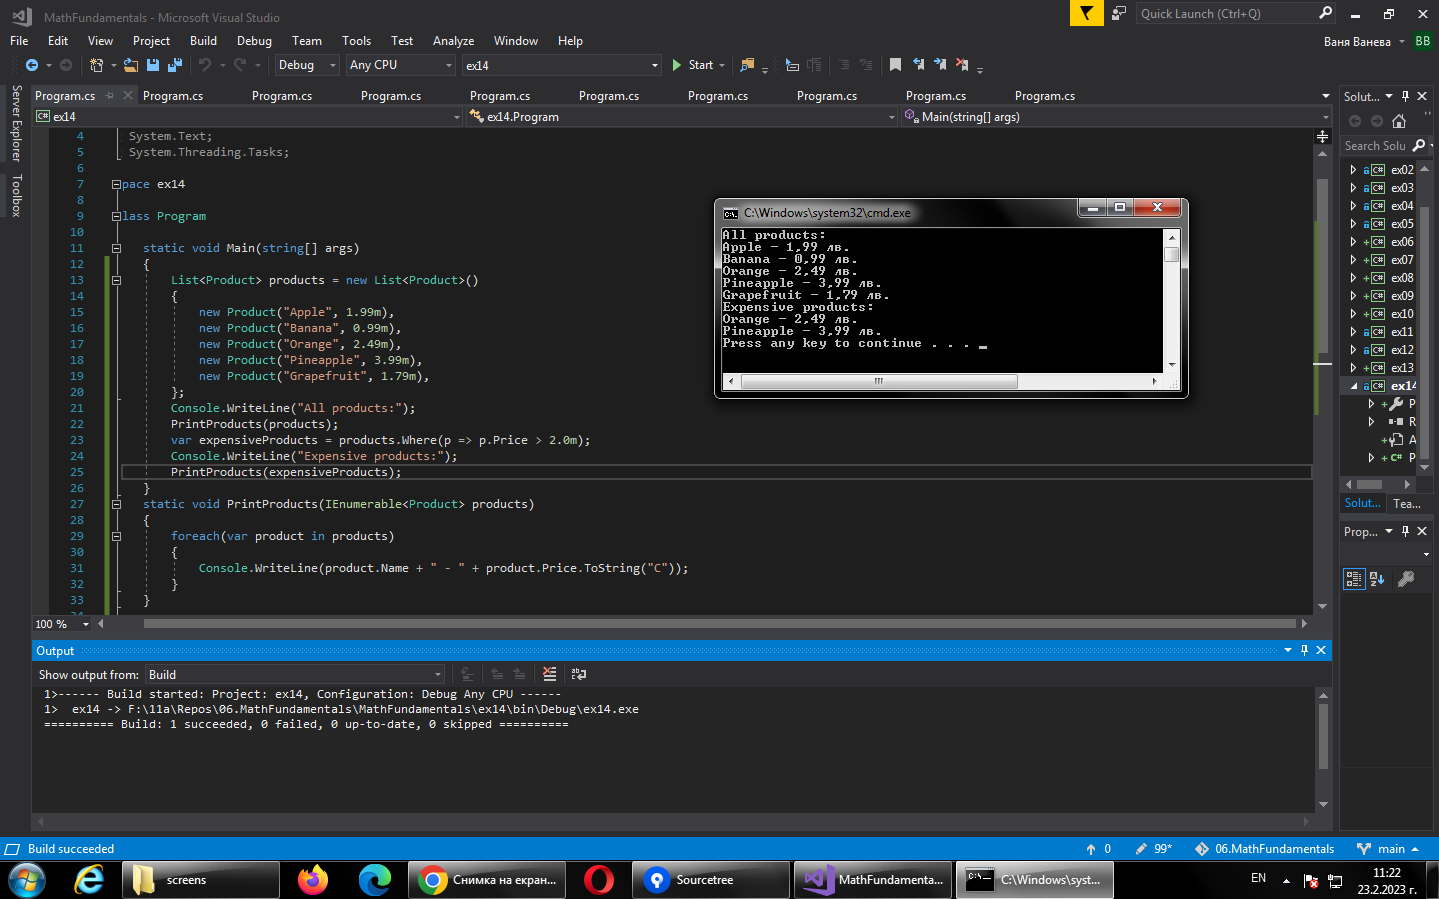 MathFundamentals - Microsoft Visual Studio
Quick Launch (Ctrl+Q)
File Edit View Project Build Debug Team Tools Test Analyze Window Help
Ваня Ванева BB
Debug Any CPU ex14 Start
Program.cs Program.cs Program.cs Program.cs Program.cs Program.cs Program.cs Program.cs Program.cs Program.cs
Server Explorer
Toolbox
C# ex14 ex14.Program Main(string[] args)
4 System.Text;
5 System.Threading.Tasks;
6
7 pace ex14
8
9 lass Program
10
11 static void Main(string[] args)
12 {
13 List<Product> products = new List<Product>()
14 {
15 new Product("Apple", 1.99m),
16 new Product("Banana", 0.99m),
17 new Product("Orange", 2.49m),
18 new Product("Pineapple", 3.99m),
19 new Product("Grapefruit", 1.79m),
20 };
21 Console.WriteLine("All products:");
22 PrintProducts(products);
23 var expensiveProducts = products.Where(p => p.Price > 2.0m);
24 Console.WriteLine("Expensive products:");
25 PrintProducts(expensiveProducts);
26 }
27 static void PrintProducts(IEnumerable<Product> products)
28 {
29 foreach(var product in products)
30 {
31 Console.WriteLine(product.Name + " - " + product.Price.ToString("C"));
32 }
33 }
100 %
C:\Windows\system32\cmd.exe
All products:
Apple - 1,99 лв.
Banana - 0,99 лв.
Orange - 2,49 лв.
Pineapple - 3,99 лв.
Grapefruit - 1,79 лв.
Expensive products:
Orange - 2,49 лв.
Pineapple - 3,99 лв.
Press any key to continue . . . _
Solut...
Search Solu
C# ex02
C# ex03
C# ex04
C# ex05
C# ex06
C# ex07
C# ex08
C# ex09
C# ex10
C# ex11
C# ex12
C# ex13
C# ex14
P
R
A
C# P
Solut... Tea...
Prop...
Output
Show output from: Build
1>------ Build started: Project: ex14, Configuration: Debug Any CPU ------
1> ex14 -> F:\11a\Repos\06.MathFundamentals\MathFundamentals\ex14\bin\Debug\ex14.exe
========== Build: 1 succeeded, 0 failed, 0 up-to-date, 0 skipped ==========
Build succeeded 0 99* 06.MathFundamentals main
screens Снимка на екран... Sourcetree MathFundamenta... C:\Windows\syst... EN
11:22
23.2.2023 г.